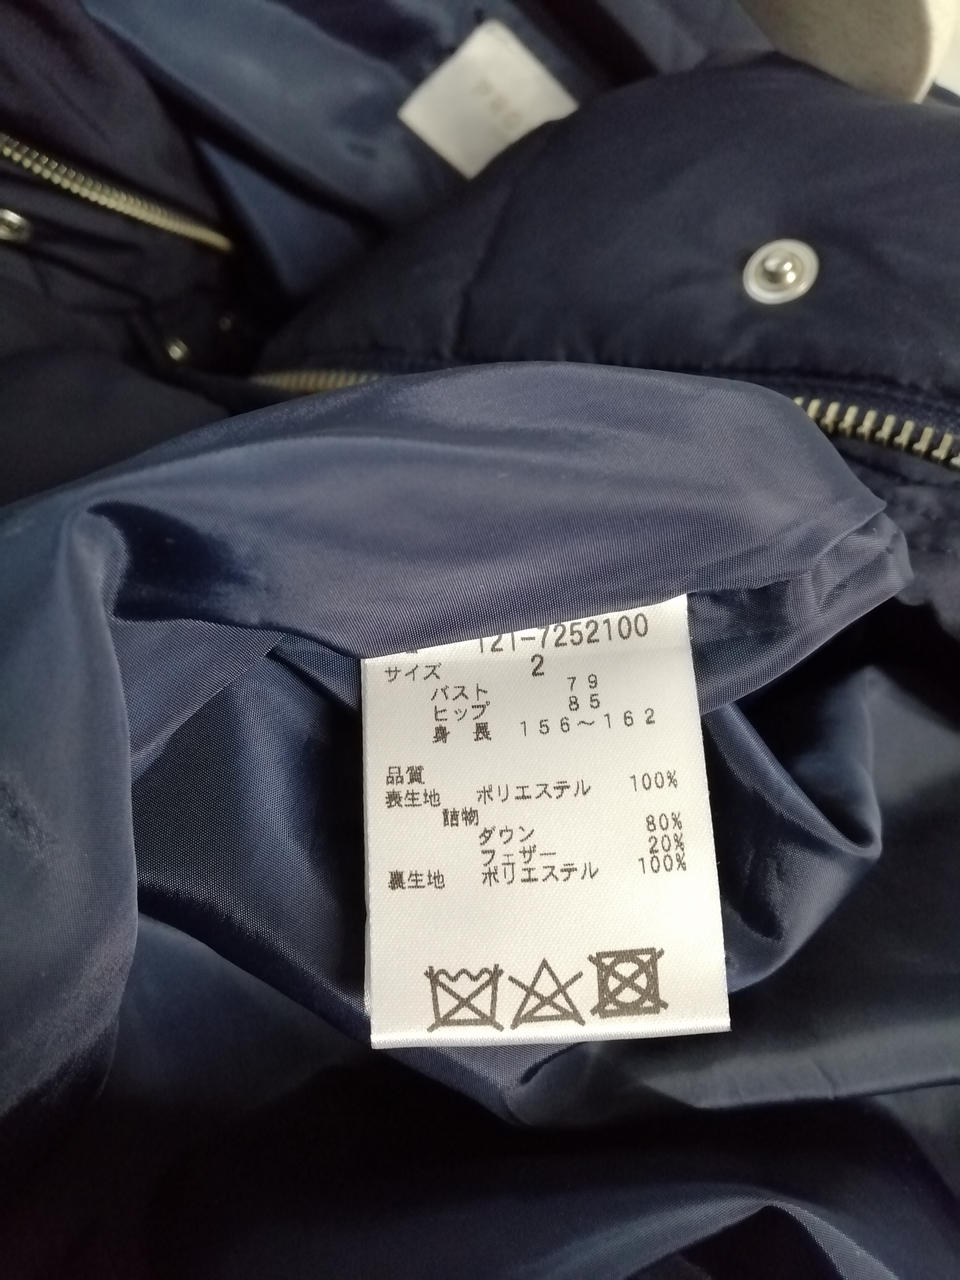 121-7252100
サイズ 2
バスト 79
ヒップ 85
身長 156～162
品質
表生地 ポリエステル 100%
詰物
ダウン 80%
フェザー 20%
裏生地 ポリエステル 100%